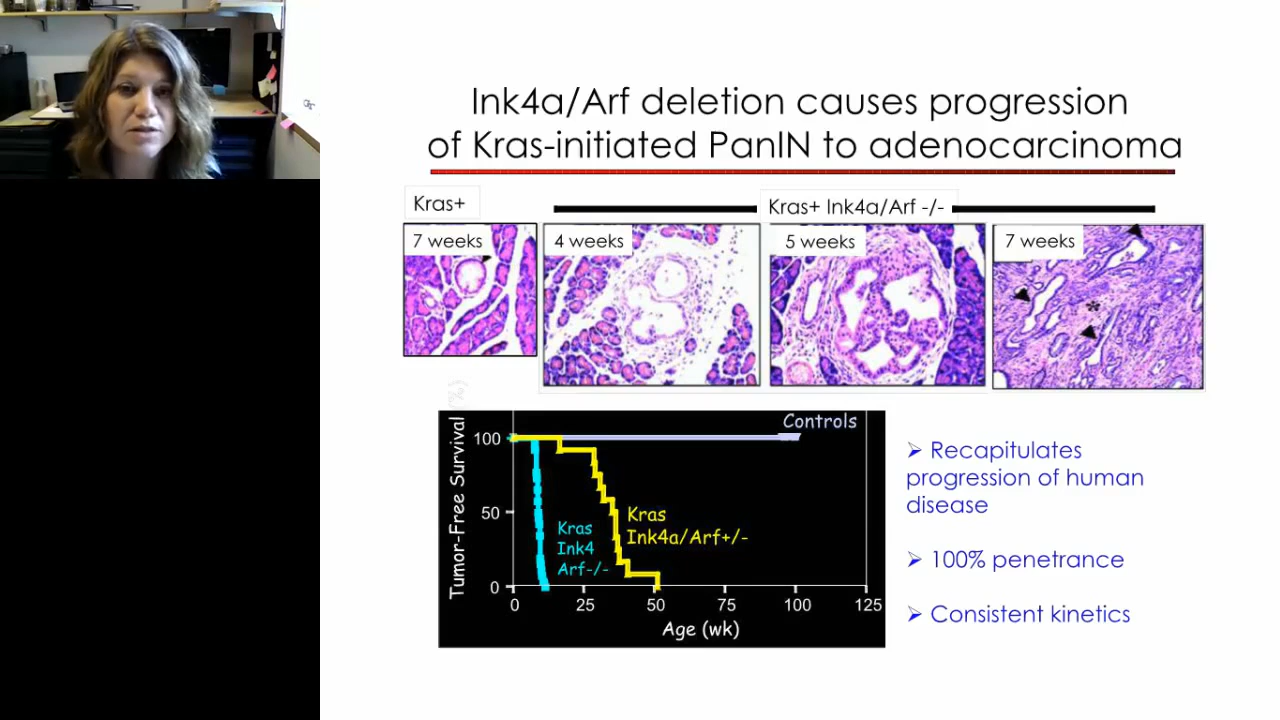 Ink4a/Arf deletion causes progression
of Kras-initiated PanIN to adenocarcinoma
Kras+
Kras+ Ink4a/Arf -/-
7 weeks
4 weeks
5 weeks
7 weeks
*
Controls
Tumor-Free Survival
100
50
0
Kras
Ink4
Arf-/-
Kras
Ink4a/Arf+/-
0 25 50 75 100 125
Age (wk)
➢ Recapitulates
progression of human
disease
➢ 100% penetrance
➢ Consistent kinetics